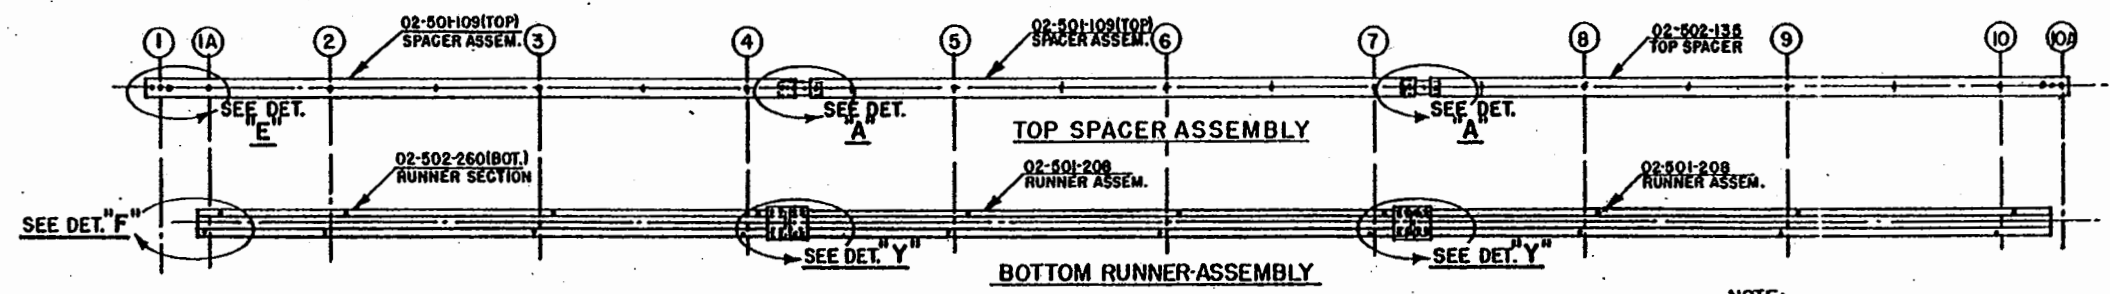 1 1A 2 3 4 5 6 7 8 9 10 10A
02-501-109(TOP)
SPACER ASSEM.
02-501-109(TOP)
SPACER ASSEM.
02-502-135
TOP SPACER
SEE DET.
"E"
SEE DET.
"A"
SEE DET.
"A"
TOP SPACER ASSEMBLY
02-502-260(BOT.)
RUNNER SECTION
02-501-208
RUNNER ASSEM.
02-501-208
RUNNER ASSEM.
SEE DET. "F"
SEE DET. "Y"
SEE DET. "Y"
BOTTOM RUNNER-ASSEMBLY
NOTE: